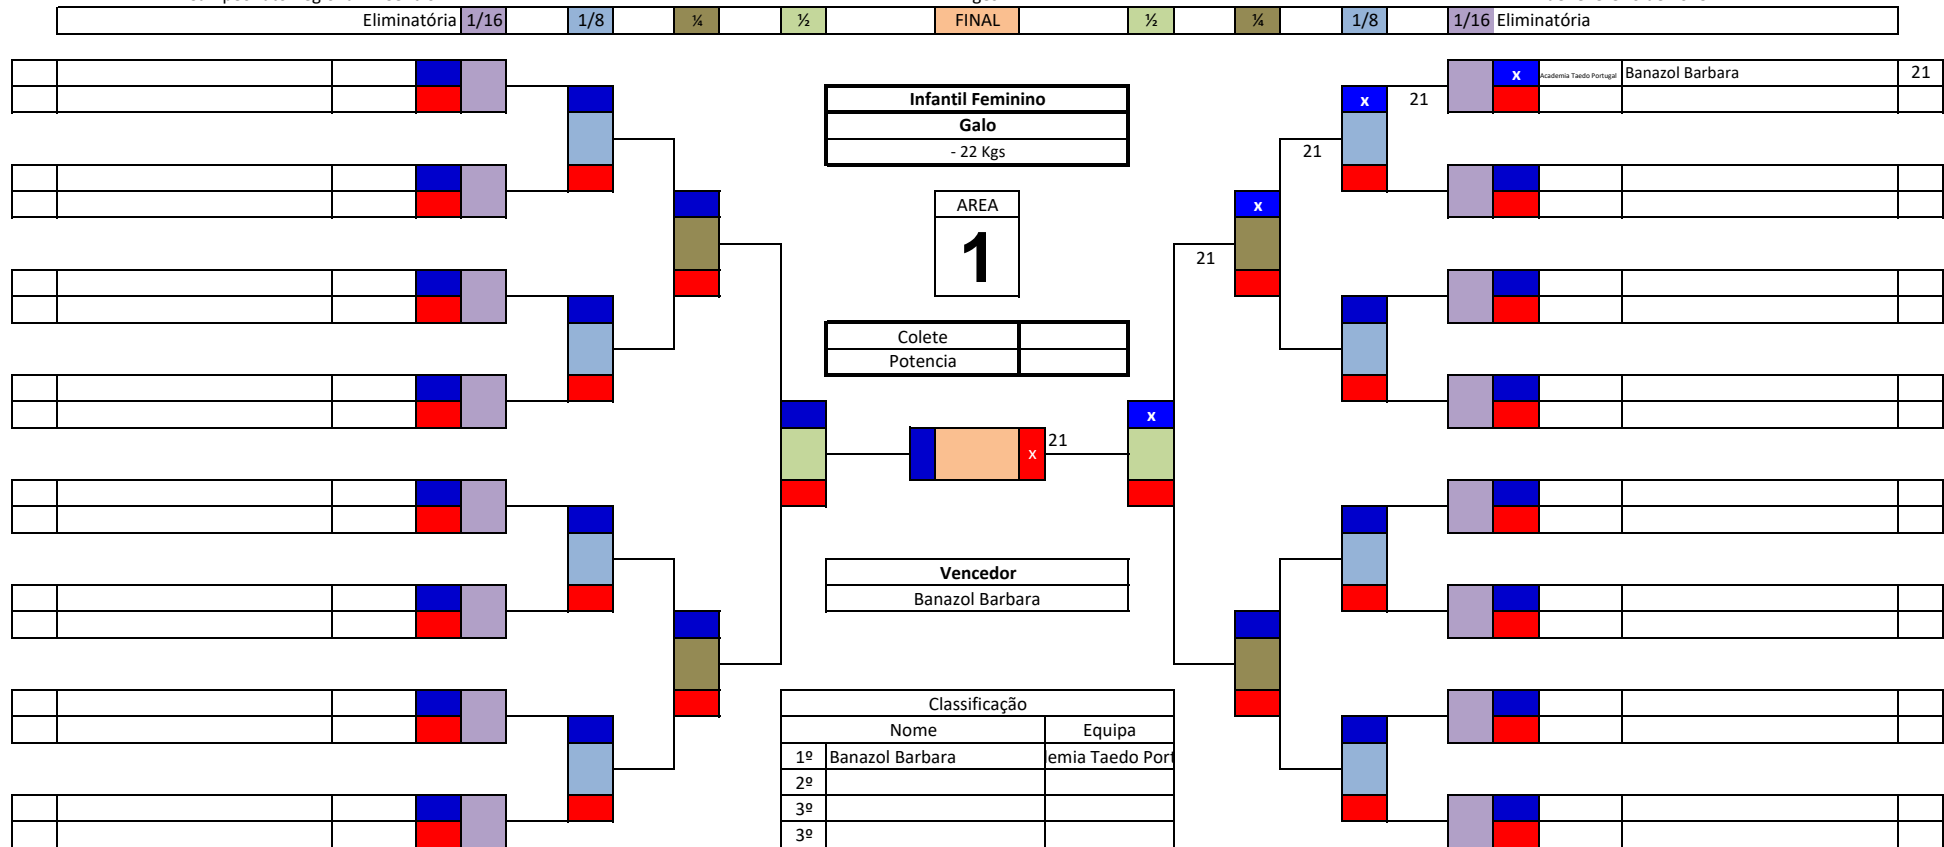 Eliminatória 1/16 1/8 ¼ ½ FINAL ½ ¼ 1/8 1/16 Eliminatória
x Academia Taedo Portugal Banazol Barbara 21
Infantil Feminino
x 21
Galo
- 22 Kgs
21
AREA
x
1
21
Colete
Potencia
x
21
x
Vencedor
Banazol Barbara
Classificação
Nome Equipa
1º Banazol Barbara emia Taedo Port
2º
3º
3º